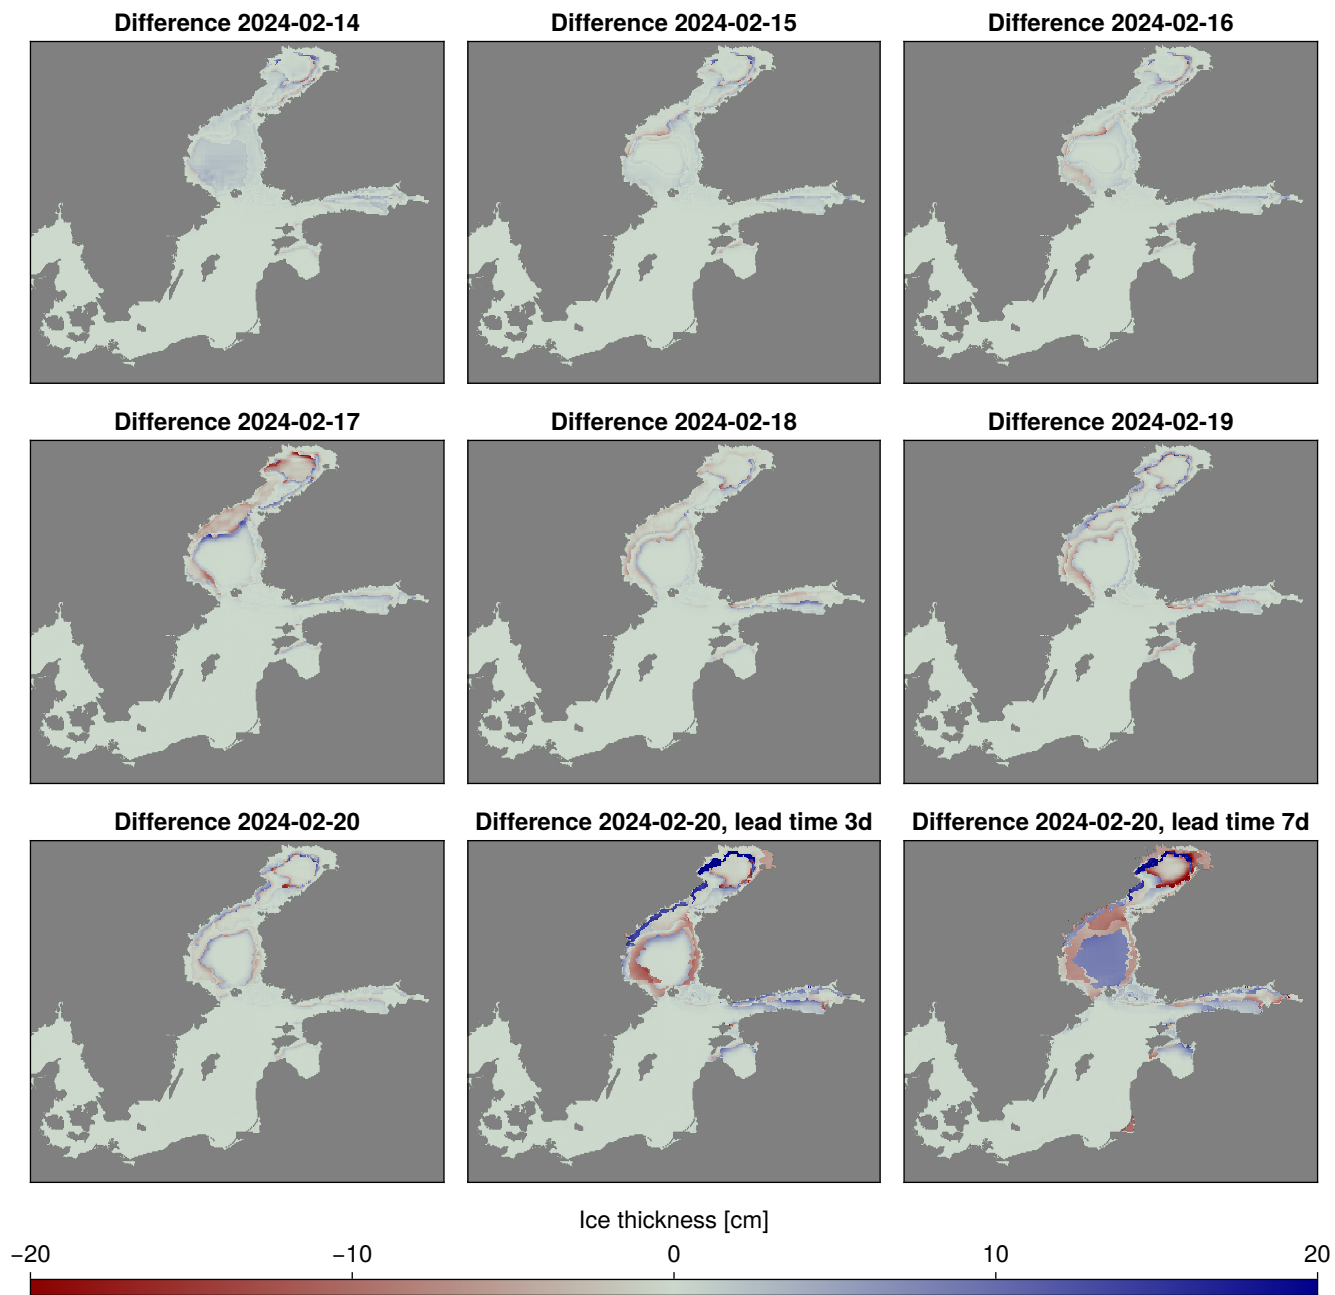 Difference 2024-02-14
Difference 2024-02-15
Difference 2024-02-16
Difference 2024-02-17
Difference 2024-02-18
Difference 2024-02-19
Difference 2024-02-20
Difference 2024-02-20, lead time 3d
Difference 2024-02-20, lead time 7d
Ice thickness [cm]
−20 −10 0 10 20